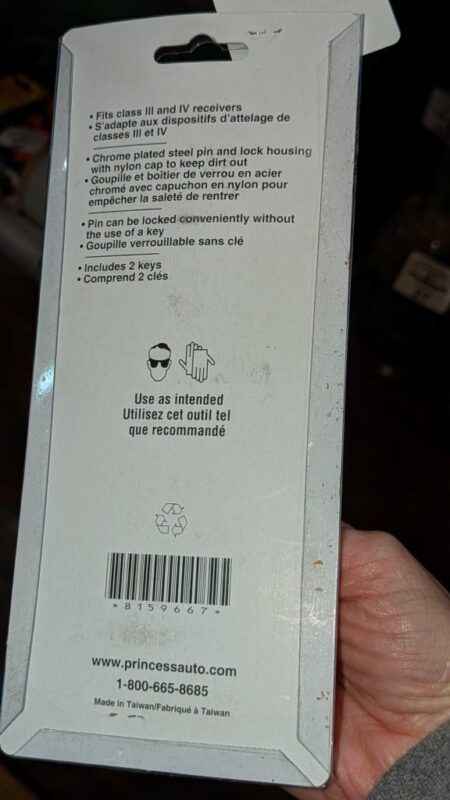 • Fits class III and IV receivers
• S'adapte aux dispositifs d'attelage de
classes III et IV
• Chrome plated steel pin and lock housing
with nylon cap to keep dirt out
• Goupille et boîtier de verrou en acier
chromé avec capuchon en nylon pour
empêcher la saleté de rentrer
• Pin can be locked conveniently without
the use of a key
• Goupille verrouillable sans clé
• Includes 2 keys
• Comprend 2 clés
Use as intended
Utilisez cet outil tel
que recommandé
*8159667*
www.princessauto.com
1-800-665-8685
Made in Taiwan/Fabriqué à Taiwan